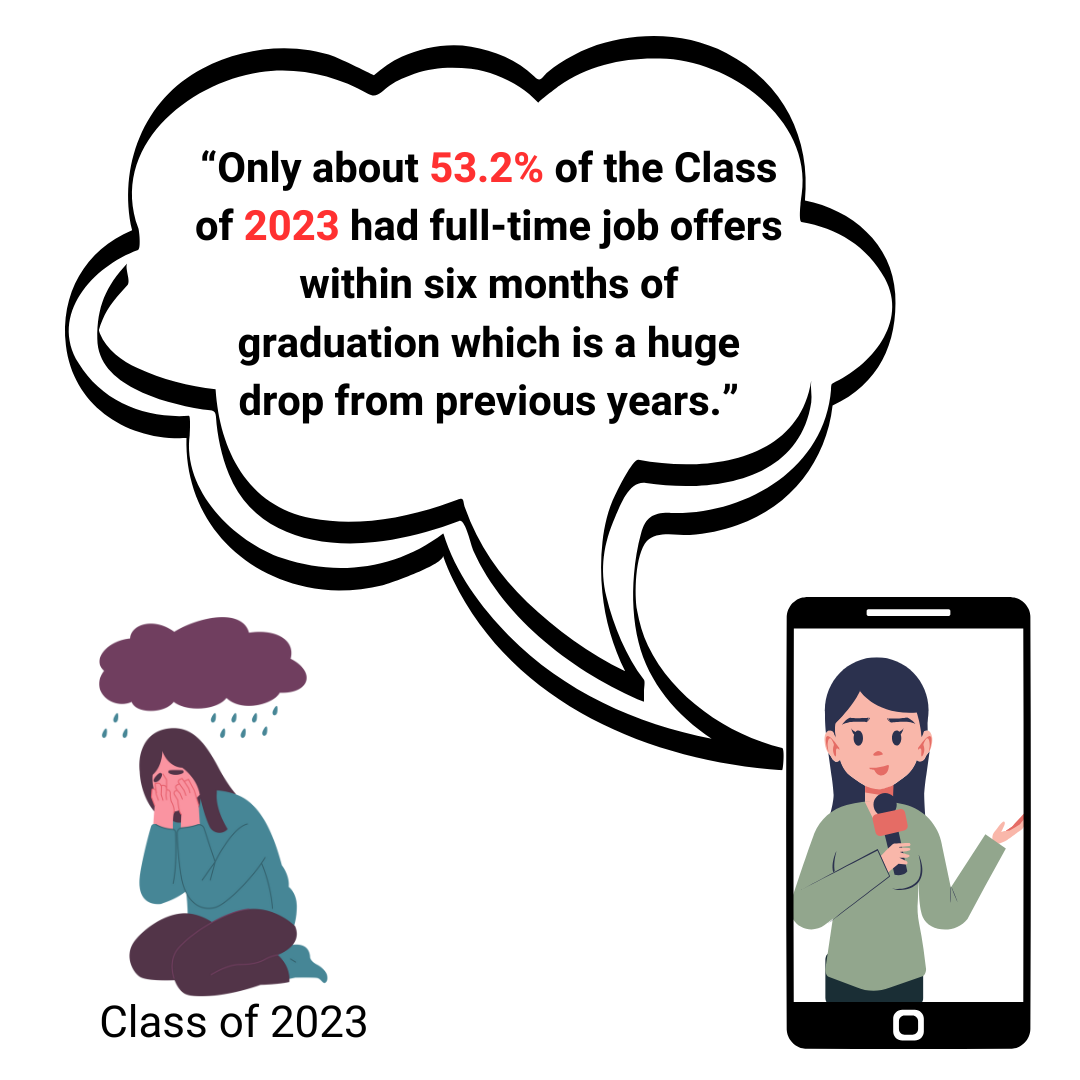 “Only about 53.2% of the Class
of 2023 had full-time job offers
within six months of
graduation which is a huge
drop from previous years.”
Class of 2023